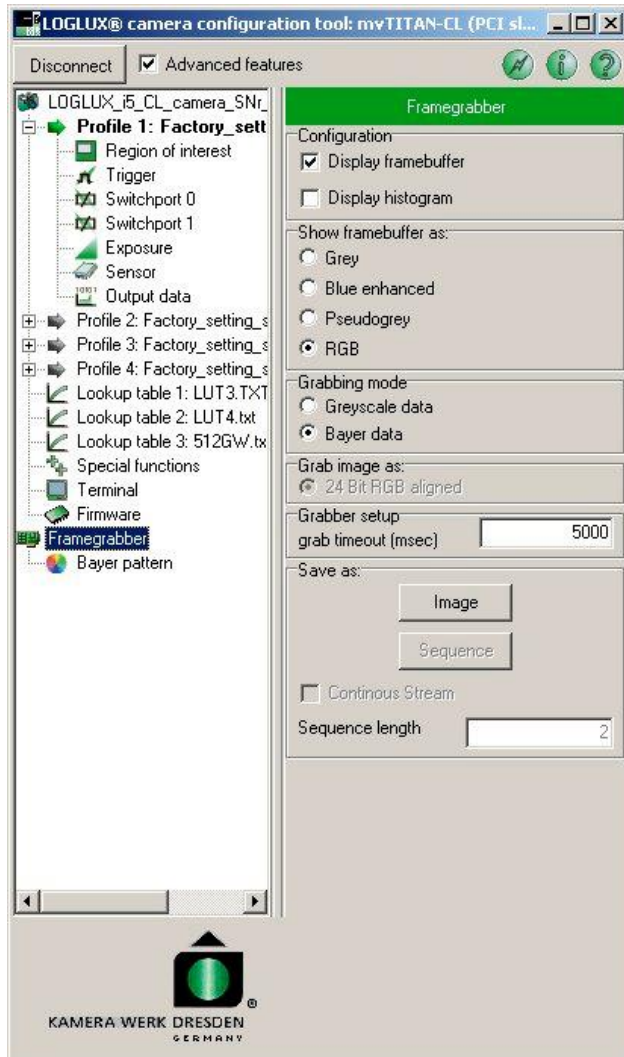 LOGLUX® camera configuration tool: mvTITAN-CL (PCI sl...
Disconnect
Advanced features
LOGLUX_i5_CL_camera_SNr_
Profile 1: Factory_sett
Region of interest
Trigger
Switchport 0
Switchport 1
Exposure
Sensor
Output data
Profile 2: Factory_setting_s
Profile 3: Factory_setting_s
Profile 4: Factory_setting_s
Lookup table 1: LUT3.TXT
Lookup table 2: LUT4.txt
Lookup table 3: 512GW.tx
Special functions
Terminal
Firmware
Framegrabber
Bayer pattern
Framegrabber
Configuration
Display framebuffer
Display histogram
Show framebuffer as:
Grey
Blue enhanced
Pseudogrey
RGB
Grabbing mode
Greyscale data
Bayer data
Grab image as:
24 Bit RGB aligned
Grabber setup
grab timeout (msec) 5000
Save as:
Image
Sequence
Continous Stream
Sequence length 2
KAMERA WERK DRESDEN ®
GERMANY